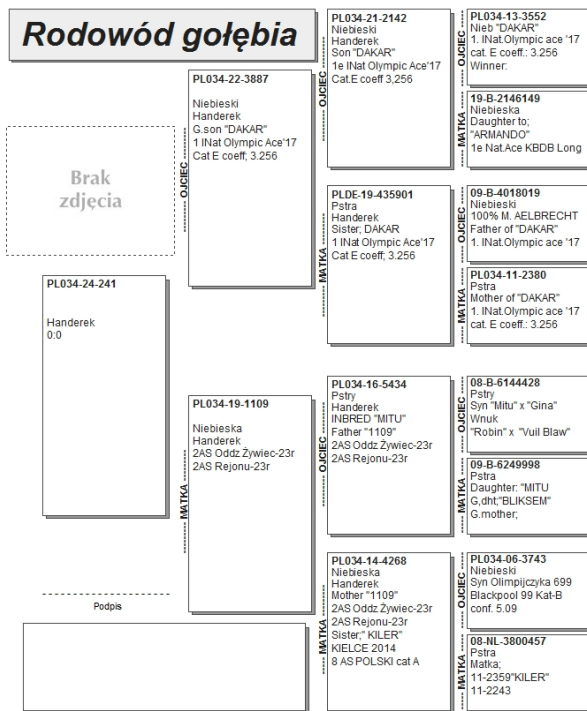 Rodowód gołębia
Brak
zdjęcia
PL034-24-241
Handerek
0:0
Podpis
OJCIEC
PL034-22-3887
Niebieski
Handerek
G.son "DAKAR"
1 INat Olympic Ace'17
Cat E coeff; 3.256
MATKA
PL034-19-1109
Niebieska
Handerek
2AS Oddz Żywiec-23r
2AS Rejonu-23r
OJCIEC
PL034-21-2142
Niebieski
Handerek
Son "DAKAR"
1e INat Olympic Ace'17
Cat.E coeff 3,256
MATKA
PLDE-19-435901
Pstra
Handerek
Sister; DAKAR
1 INat Olympic Ace'17
Cat E coeff; 3.256
OJCIEC
PL034-16-5434
Pstry
Handerek
INBRED "MITU"
Father "1109"
2AS Oddz Żywiec-23r
2AS Rejonu-23r
MATKA
PL034-14-4268
Niebieska
Handerek
Mother "1109"
2AS Oddz Żywiec-23r
2AS Rejonu-23r
Sister;" KILER"
KIELCE 2014
8 AS POLSKI cat A
OJCIEC
PL034-13-3552
Nieb "DAKAR"
1. INat.Olympic ace '17
cat. E coeff.: 3.256
Winner:
MATKA
19-B-2146149
Niebieska
Daughter to;
"ARMANDO"
1e Nat.Ace KBDB Long
OJCIEC
09-B-4018019
Niebieski
100% M. AELBRECHT
Father of "DAKAR"
1. INat.Olympic ace '17
MATKA
PL034-11-2380
Pstra
Mother of "DAKAR"
1. INat.Olympic ace '17
cat. E coeff.: 3.256
OJCIEC
08-B-6144428
Pstry
Syn "Mitu" x "Gina"
Wnuk
"Robin" x "Vuil Blaw"
MATKA
09-B-6249998
Pstra
Daughter: "MITU
G,dht;"BLIKSEM"
G.mother;
OJCIEC
PL034-06-3743
Niebieski
Syn Olimpijczyka 699
Blackpool 99 Kat-B
conf. 5.09
MATKA
08-NL-3800457
Pstra
Matka;
11-2359"KILER"
11-2243